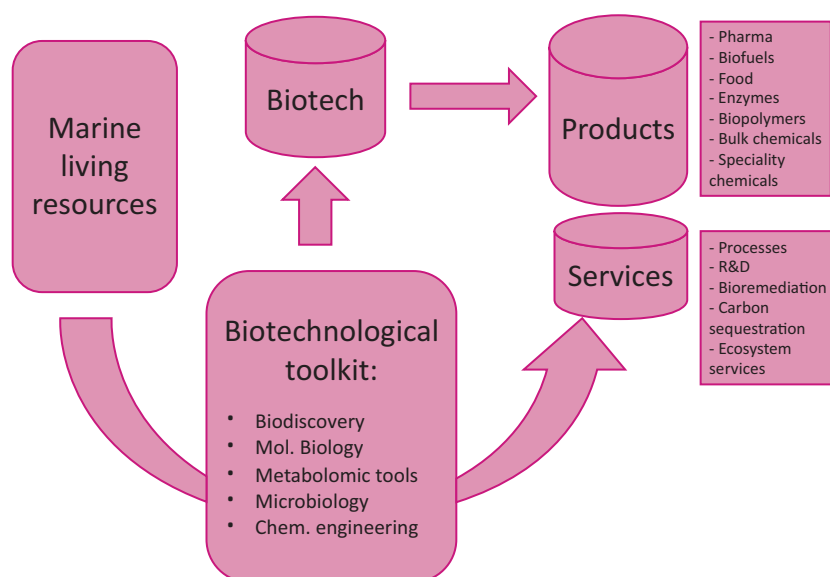 Marine
living
resources
Biotech
Products
- Pharma
- Biofuels
- Food
- Enzymes
- Biopolymers
- Bulk chemicals
- Speciality
chemicals
Services
- Processes
- R&D
- Bioremediation
- Carbon
sequestration
- Ecosystem
services
Biotechnological
toolkit:
• Biodiscovery
• Mol. Biology
• Metabolomic tools
• Microbiology
• Chem. engineering